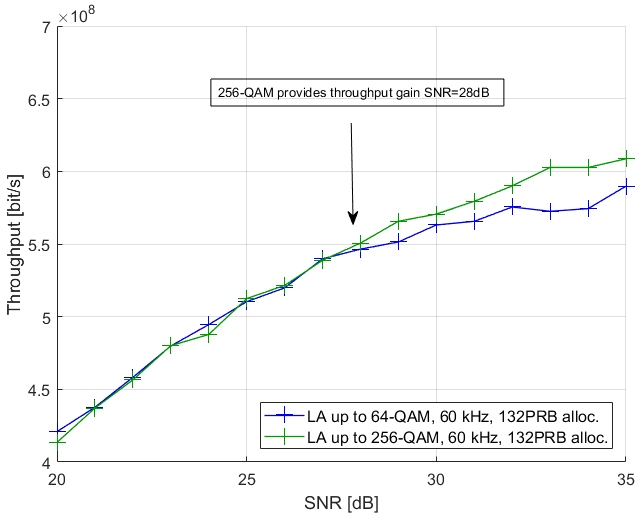 ×10⁸
7
6.5
6
5.5
5
4.5
4
Throughput [bit/s]
256-QAM provides throughput gain SNR=28dB
LA up to 64-QAM, 60 kHz, 132PRB alloc.
LA up to 256-QAM, 60 kHz, 132PRB alloc.
20 25 30 35
SNR [dB]